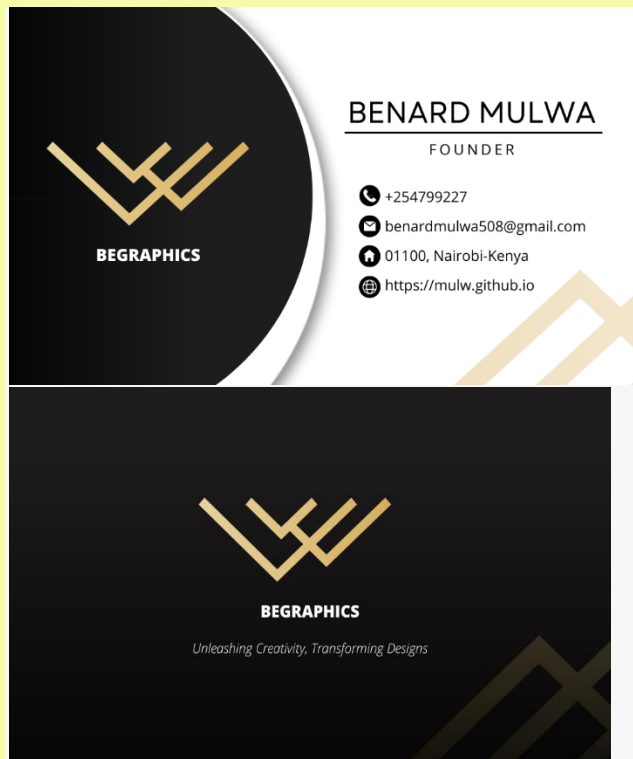 BENARD MULWA
FOUNDER
+254799227
benardmulwa508@gmail.com
01100, Nairobi-Kenya
https://mulw.github.io
BEGRAPHICS
BEGRAPHICS
Unleashing Creativity, Transforming Designs